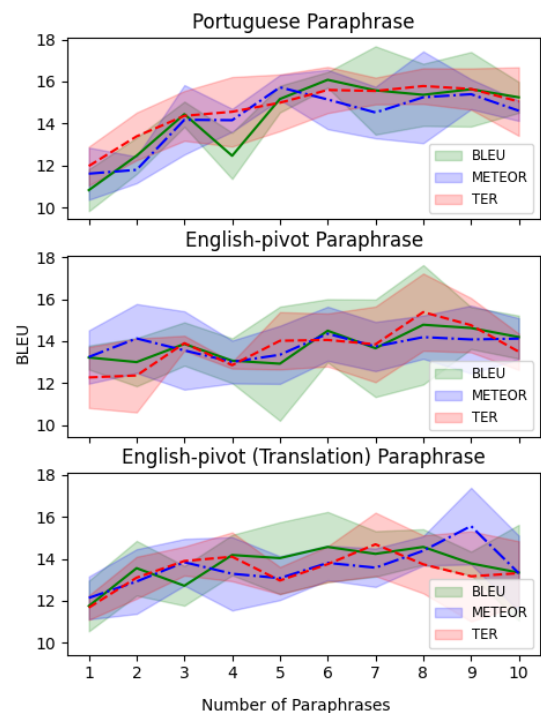 Portuguese Paraphrase
18
16
14
12
10
BLEU
METEOR
TER
English-pivot Paraphrase
18
16
14
12
10
BLEU
BLEU
METEOR
TER
English-pivot (Translation) Paraphrase
18
16
14
12
10
BLEU
METEOR
TER
1 2 3 4 5 6 7 8 9 10
Number of Paraphrases